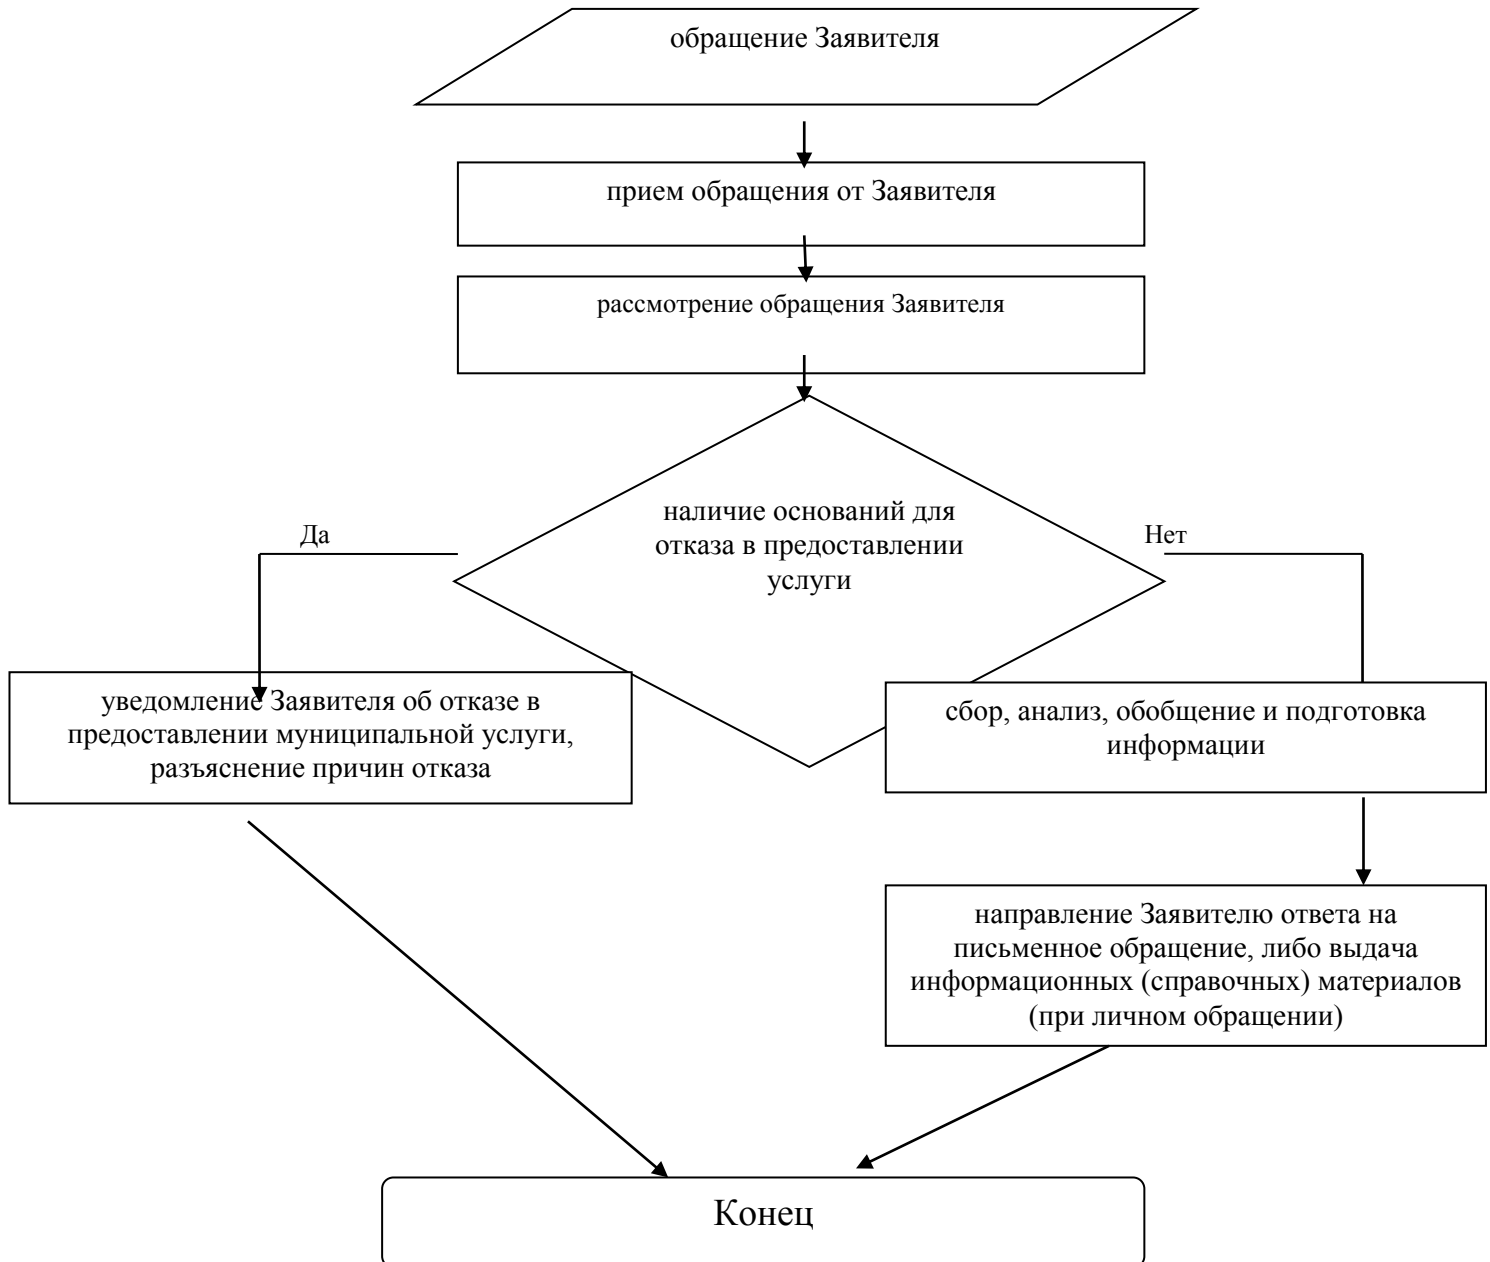 обращение Заявителя
прием обращения от Заявителя
рассмотрение обращения Заявителя
наличие оснований для
отказа в предоставлении
услуги
Да
Нет
уведомление Заявителя об отказе в
предоставлении муниципальной услуги,
разъяснение причин отказа
сбор, анализ, обобщение и подготовка
информации
направление Заявителю ответа на
письменное обращение, либо выдача
информационных (справочных) материалов
(при личном обращении)
Конец